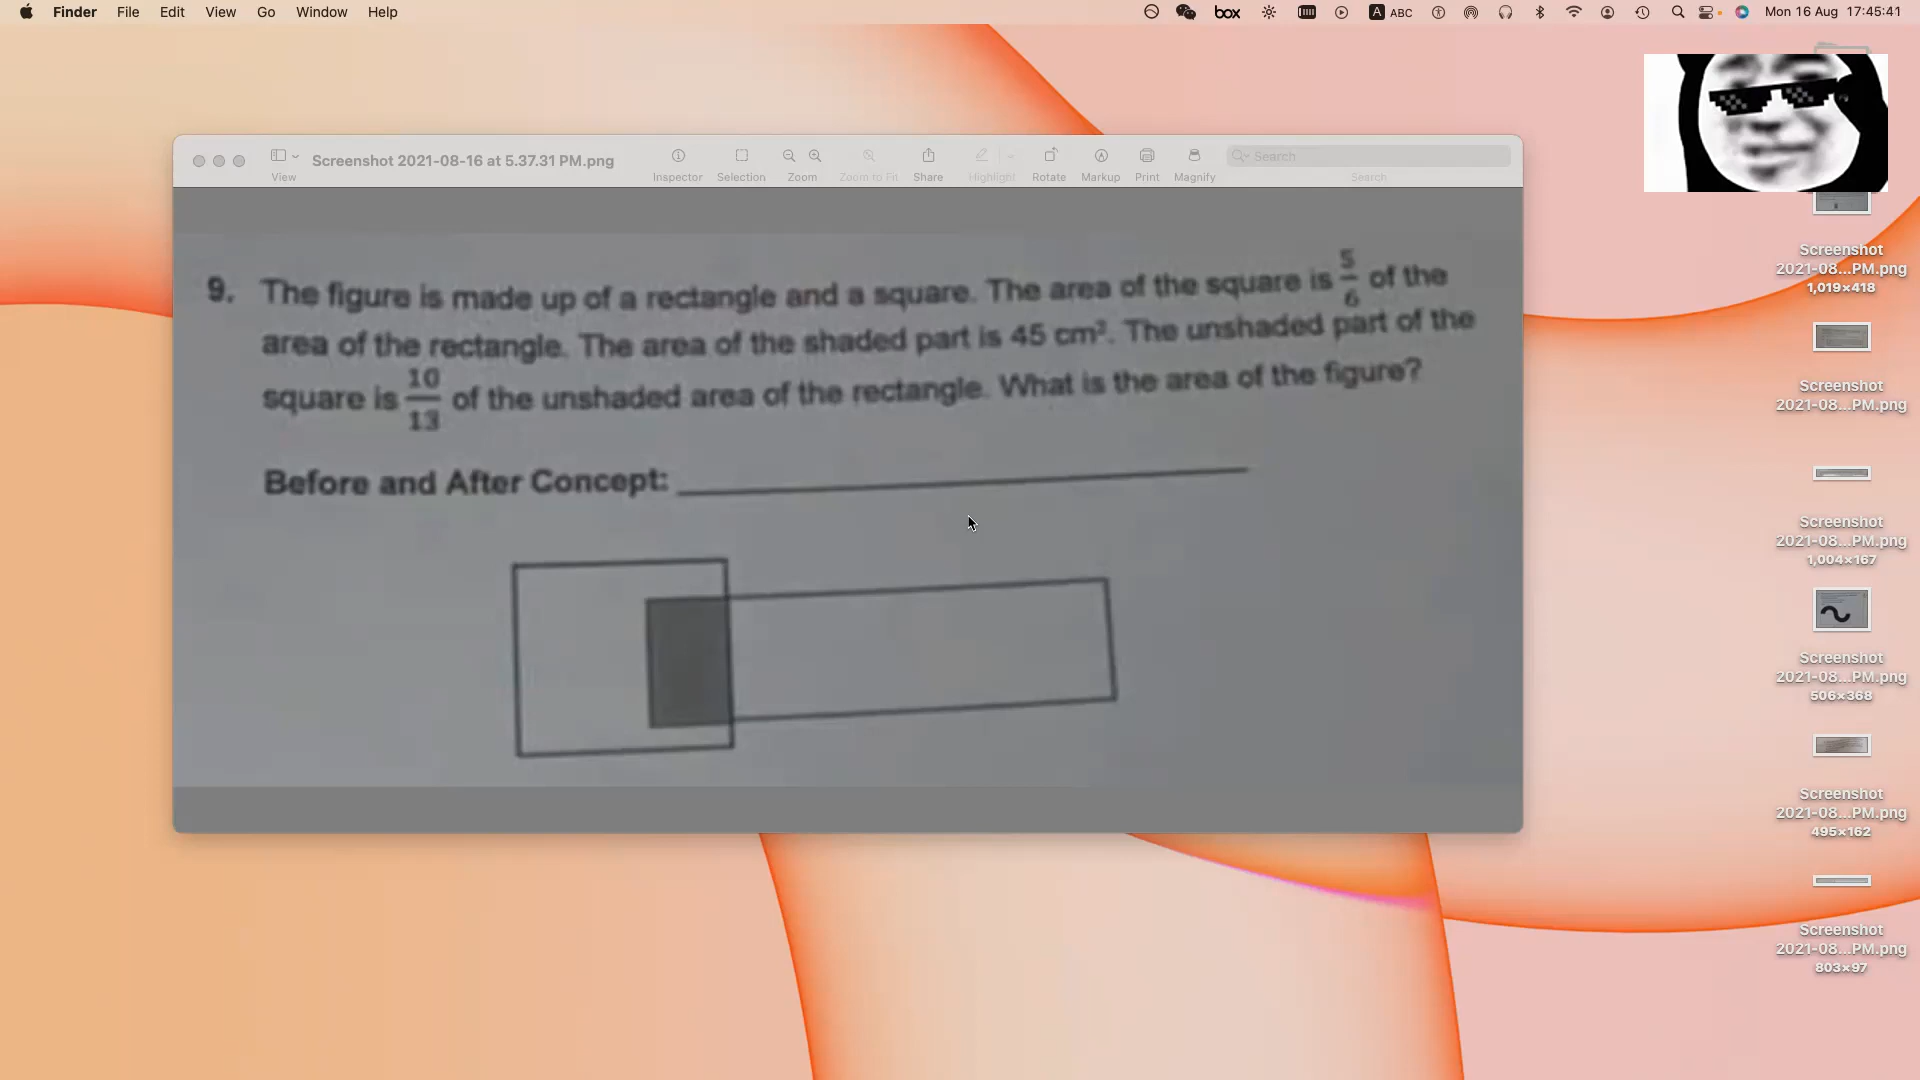 Finder File Edit View Go Window Help box A ABC Mon 16 Aug 17:45:41
Screenshot 2021-08-16 at 5.37.31 PM.png
View Inspector Selection Zoom Zoom to Fit Share Highlight Rotate Markup Print Magnify Search
Search
9. The figure is made up of a rectangle and a square. The area of the square is 5/6 of the
area of the rectangle. The area of the shaded part is 45 cm². The unshaded part of the
square is 10/13 of the unshaded area of the rectangle. What is the area of the figure?
Before and After Concept:
Screenshot
2021-08...PM.png
1,019×418
Screenshot
2021-08...PM.png
Screenshot
2021-08...PM.png
1,004×167
Screenshot
2021-08...PM.png
506×368
Screenshot
2021-08...PM.png
495×162
Screenshot
2021-08...PM.png
803×97